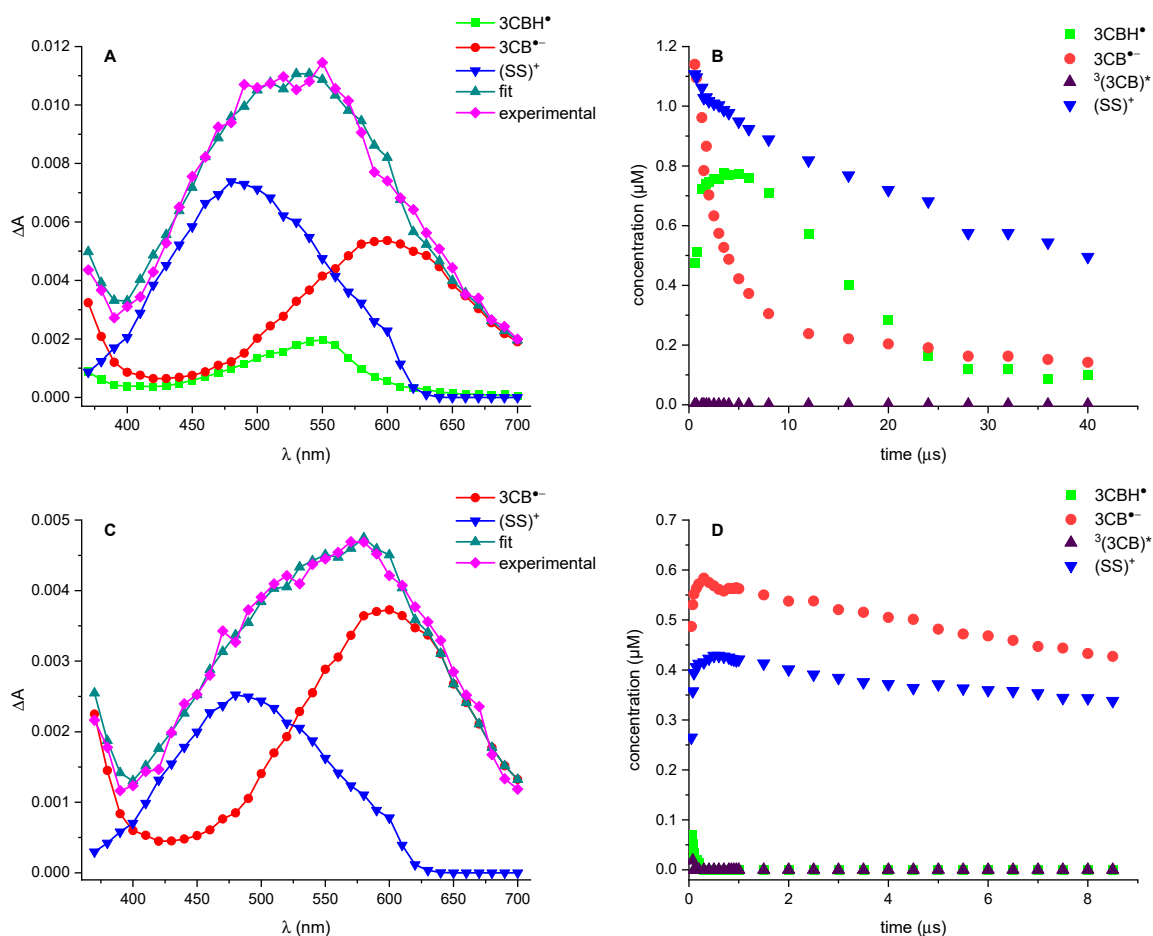 A
3CBH●
3CB●−
(SS)+
fit
experimental
0.012
0.010
0.008
0.006
0.004
0.002
0.000
ΔA
400 450 500 550 600 650 700
λ (nm)
B
3CBH●
3CB●−
3(3CB)*
(SS)+
1.4
1.2
1.0
0.8
0.6
0.4
0.2
0.0
concentration (µM)
0 10 20 30 40
time (µs)
C
3CB●−
(SS)+
fit
experimental
0.005
0.004
0.003
0.002
0.001
0.000
ΔA
400 450 500 550 600 650 700
λ (nm)
D
3CBH●
3CB●−
3(3CB)*
(SS)+
0.7
0.6
0.5
0.4
0.3
0.2
0.1
0.0
concentration (µM)
0 2 4 6 8
time (µs)